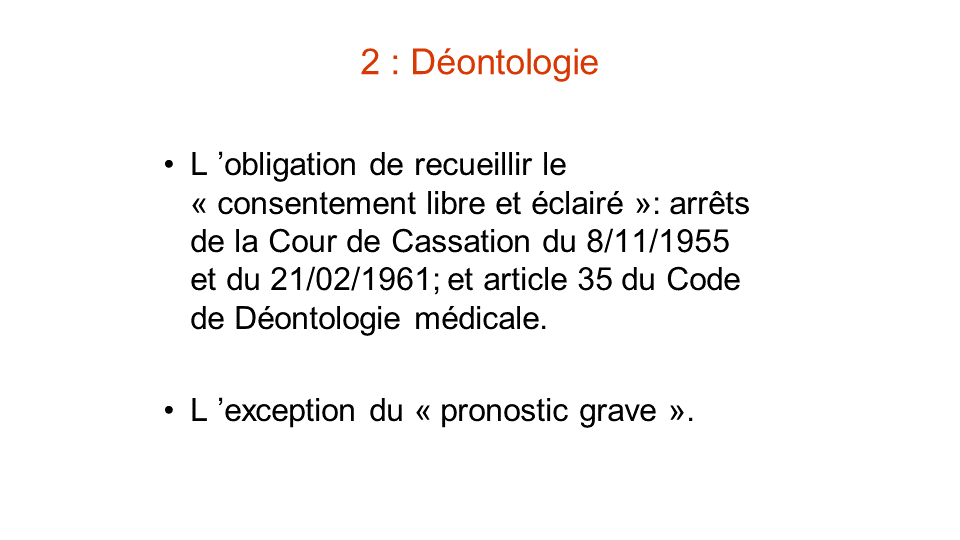 2 : Déontologie
• L ’obligation de recueillir le
« consentement libre et éclairé »: arrêts
de la Cour de Cassation du 8/11/1955
et du 21/02/1961; et article 35 du Code
de Déontologie médicale.
• L ’exception du « pronostic grave ».